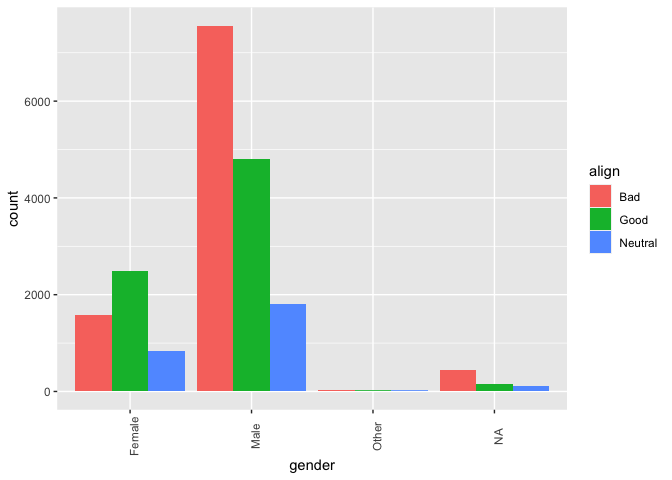 6000
4000
2000
0
count
Female
Male
Other
NA
gender
align
Bad
Good
Neutral